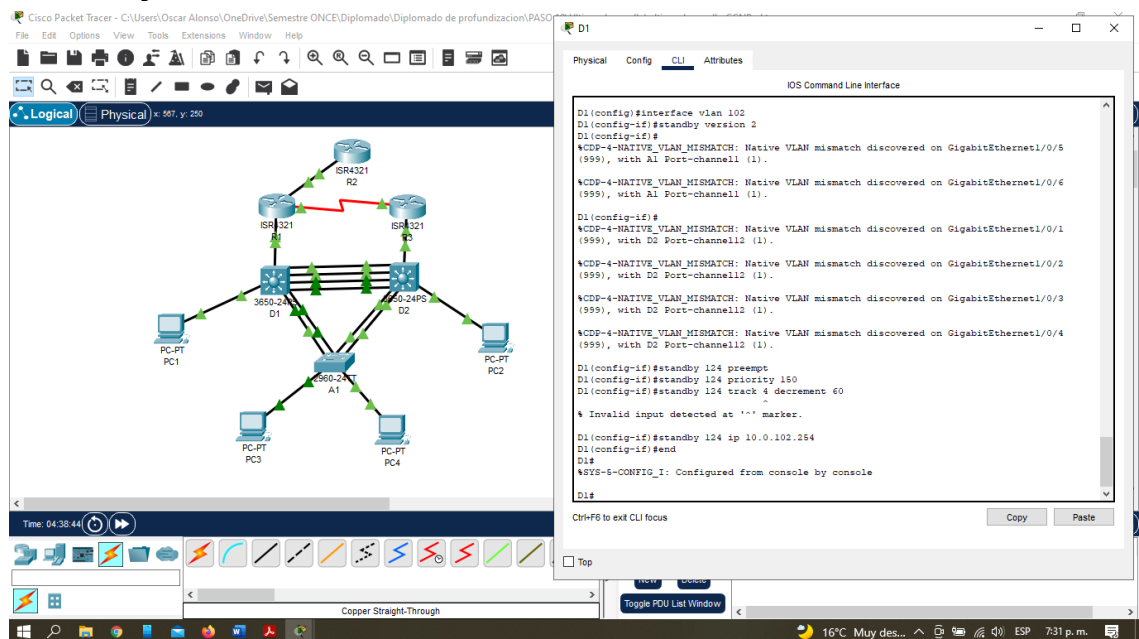 Cisco Packet Tracer - C:\Users\Oscar Alonso\OneDrive\Semestre ONCE\Diplomado\Diplomado de profundizacion\PASO
File Edit Options View Tools Extensions Window Help
Logical
Physical
x: 567, y: 250
ISR4321
R2
ISR4321
R1
ISR4321
R3
3650-24PS
D1
3650-24PS
D2
PC-PT
PC1
PC-PT
PC2
2960-24TT
A1
PC-PT
PC3
PC-PT
PC4
Time: 04:38:44
Copper Straight-Through
D1
Physical Config CLI Attributes
IOS Command Line Interface
D1(config)#interface vlan 102
D1(config-if)#standby version 2
D1(config-if)#
%CDP-4-NATIVE_VLAN_MISMATCH: Native VLAN mismatch discovered on GigabitEthernet1/0/5
(999), with A1 Port-channel1 (1).
%CDP-4-NATIVE_VLAN_MISMATCH: Native VLAN mismatch discovered on GigabitEthernet1/0/6
(999), with A1 Port-channel1 (1).
D1(config-if)#
%CDP-4-NATIVE_VLAN_MISMATCH: Native VLAN mismatch discovered on GigabitEthernet1/0/1
(999), with D2 Port-channel12 (1).
%CDP-4-NATIVE_VLAN_MISMATCH: Native VLAN mismatch discovered on GigabitEthernet1/0/2
(999), with D2 Port-channel12 (1).
%CDP-4-NATIVE_VLAN_MISMATCH: Native VLAN mismatch discovered on GigabitEthernet1/0/3
(999), with D2 Port-channel12 (1).
%CDP-4-NATIVE_VLAN_MISMATCH: Native VLAN mismatch discovered on GigabitEthernet1/0/4
(999), with D2 Port-channel12 (1).
D1(config-if)#standby 124 preempt
D1(config-if)#standby 124 priority 150
D1(config-if)#standby 124 track 4 decrement 60
^
% Invalid input detected at '^' marker.
D1(config-if)#standby 124 ip 10.0.102.254
D1(config-if)#end
D1#
%SYS-5-CONFIG_I: Configured from console by console
D1#
Ctrl+F6 to exit CLI focus
Copy
Paste
Top
New Delete
Toggle PDU List Window
16°C Muy des... ESP 7:31 p. m.